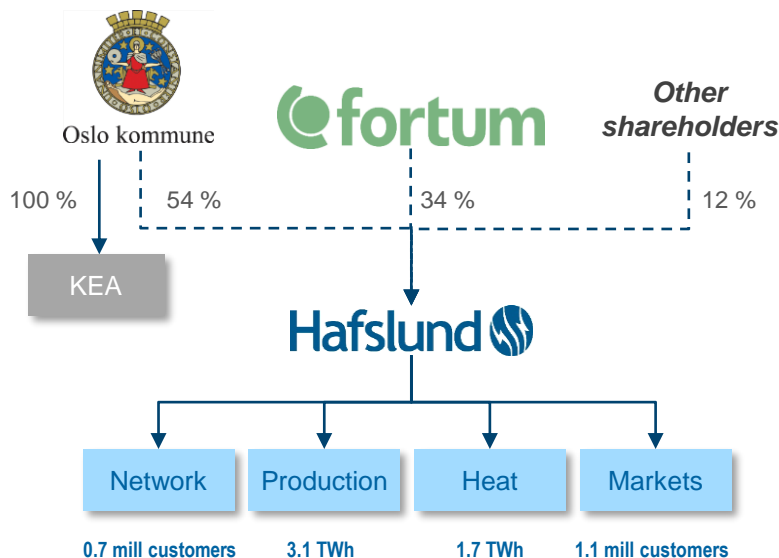 Oslo kommune
fortum
Other
shareholders
100 %
54 %
34 %
12 %
KEA
Hafslund
Network
Production
Heat
Markets
0.7 mill customers
3.1 TWh
1.7 TWh
1.1 mill customers